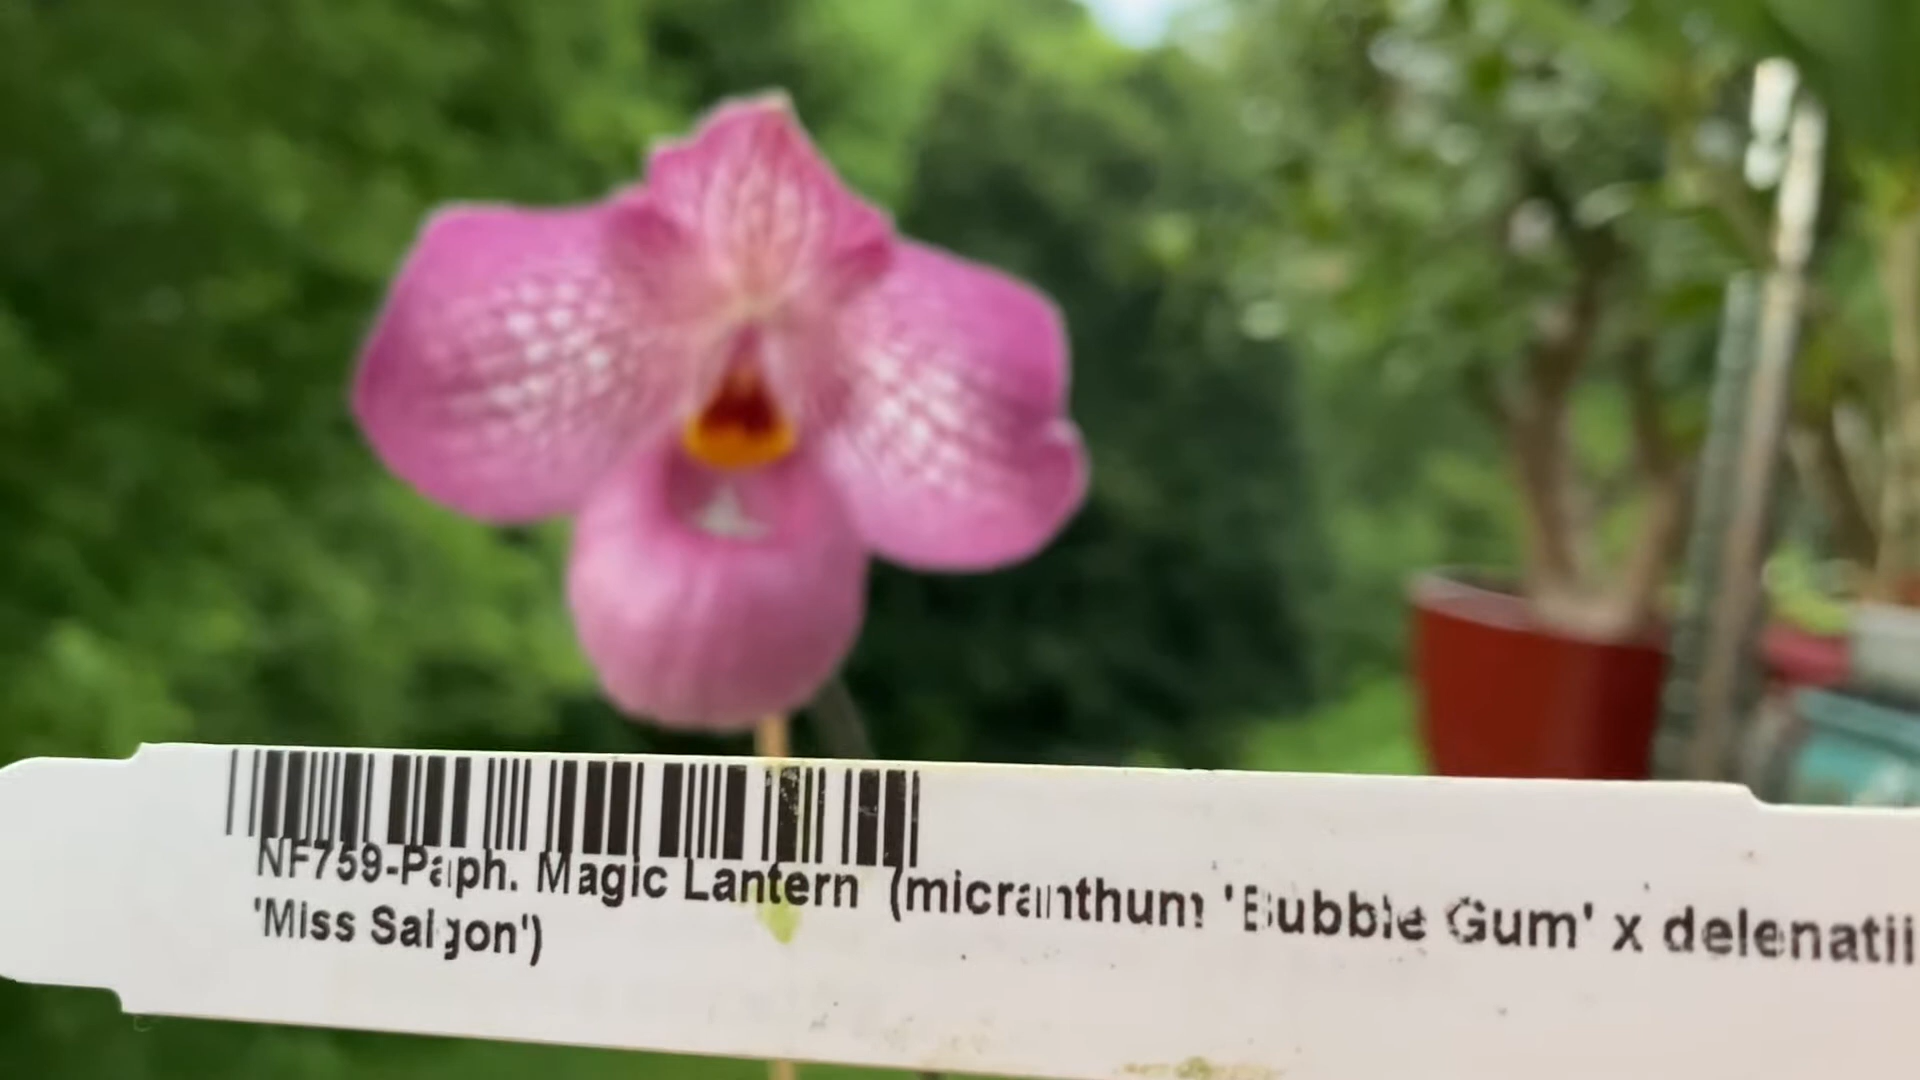 NF759-Paph. Magic Lantern (micranthum 'Bubble Gum' x delenatii
'Miss Saigon')